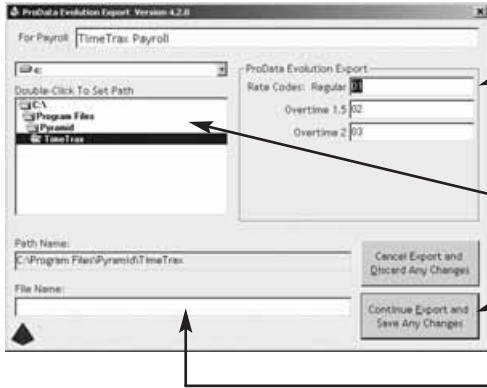 ProData Evolution Export Version 4.2.0
For Payroll TimeTrax Payroll
c:
Double-Click To Set Path
C:\
Program Files
Pyramid
TimeTrax
ProData Evolution Export
Rate Codes: Regular 01
Overtime 1.5 02
Overtime 2 03
Path Name:
C:\Program Files\Pyramid\TimeTrax
File Name:
Cancel Export and
Discard Any Changes
Continue Export and
Save Any Changes